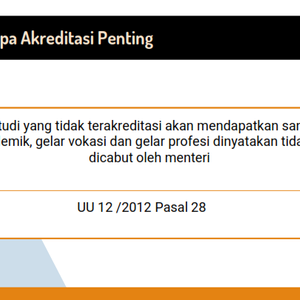 pa Akreditasi Penting
tudi yang tidak terakreditasi akan mendapatkan san
emik, gelar vokasi dan gelar profesi dinyatakan tida
dicabut oleh menteri
UU 12 /2012 Pasal 28